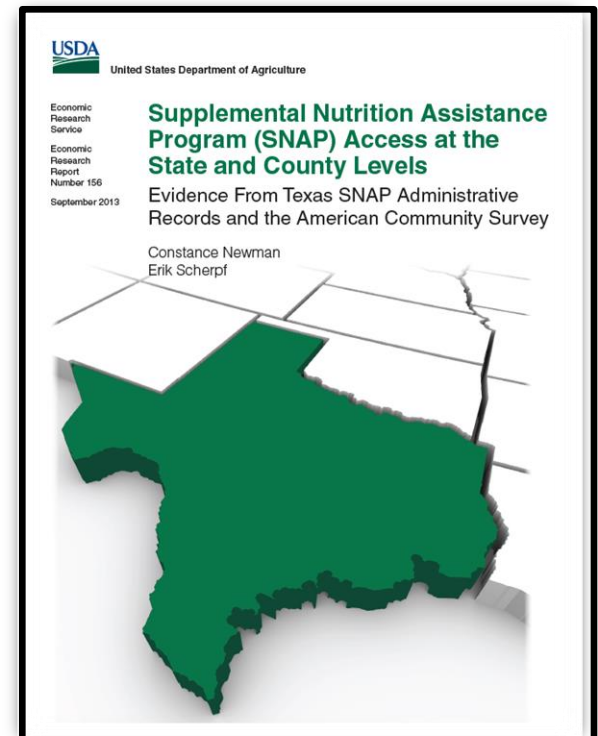 USDA
United States Department of Agriculture
Economic
Research
Service
Economic
Research
Report
Number 156
September 2013
Supplemental Nutrition Assistance
Program (SNAP) Access at the
State and County Levels
Evidence From Texas SNAP Administrative
Records and the American Community Survey
Constance Newman
Erik Scherpf